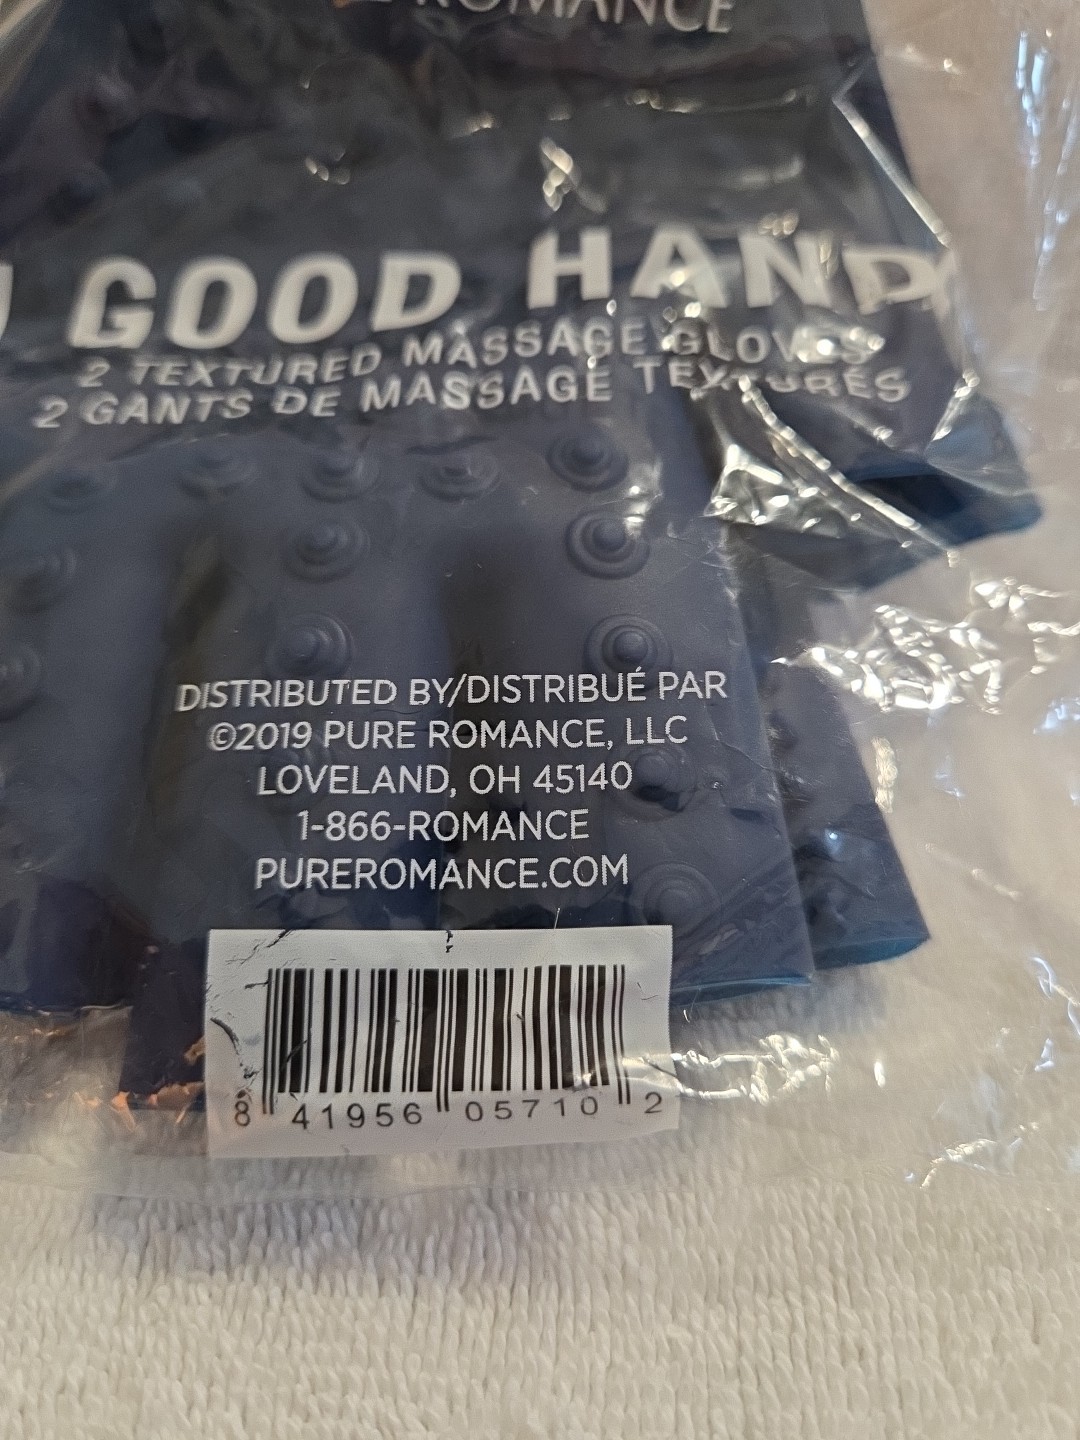 ROMANCE
GOOD HAND
2 TEXTURED MASSAGE GLOVES
2 GANTS DE MASSAGE TEXTURÉS
DISTRIBUTED BY/DISTRIBUÉ PAR
©2019 PURE ROMANCE, LLC
LOVELAND, OH 45140
1-866-ROMANCE
PUREROMANCE.COM
8 41956 05710 2